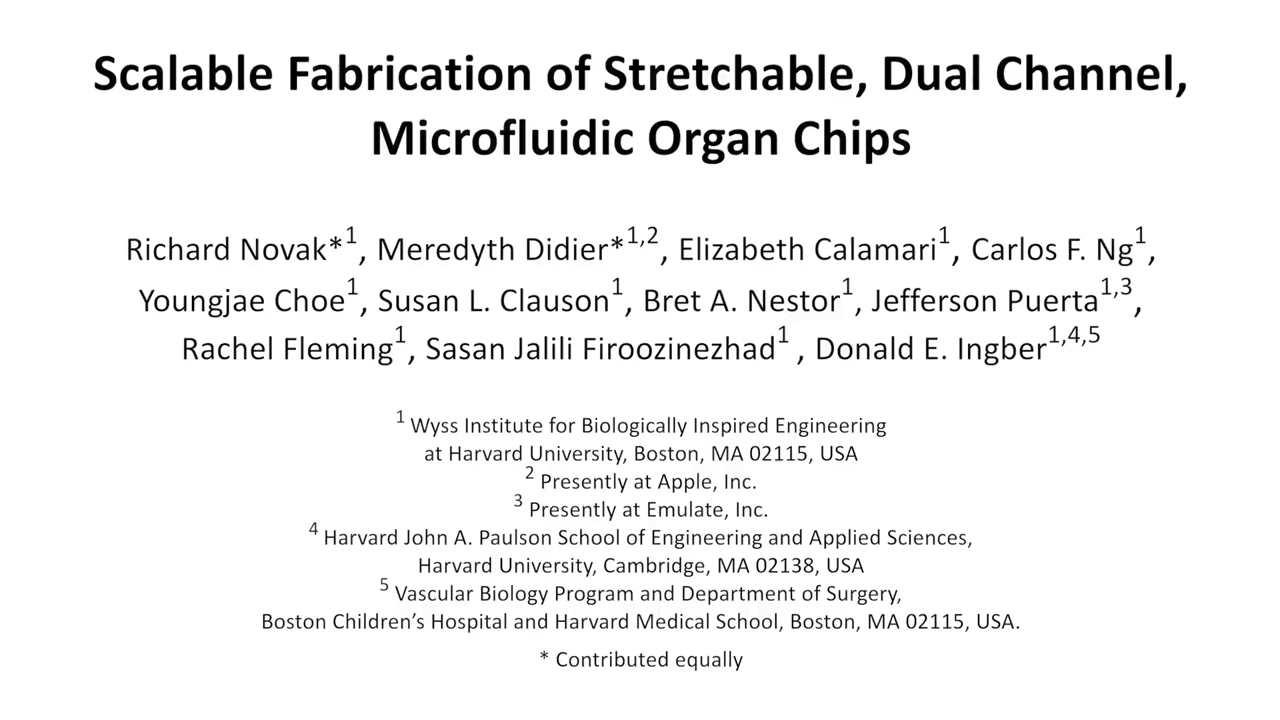 Scalable Fabrication of Stretchable, Dual Channel,
Microfluidic Organ Chips
Richard Novak*1, Meredyth Didier*1,2, Elizabeth Calamari1, Carlos F. Ng1,
Youngjae Choe1, Susan L. Clauson1, Bret A. Nestor1, Jefferson Puerta1,3,
Rachel Fleming1, Sasan Jalili Firoozinezhad1 , Donald E. Ingber1,4,5
1 Wyss Institute for Biologically Inspired Engineering
at Harvard University, Boston, MA 02115, USA
2 Presently at Apple, Inc.
3 Presently at Emulate, Inc.
4 Harvard John A. Paulson School of Engineering and Applied Sciences,
Harvard University, Cambridge, MA 02138, USA
5 Vascular Biology Program and Department of Surgery,
Boston Children’s Hospital and Harvard Medical School, Boston, MA 02115, USA.
* Contributed equally